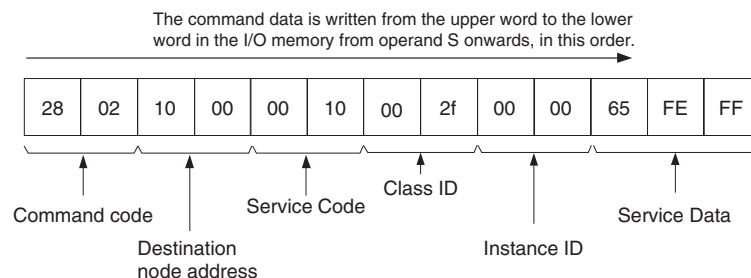 The command data is written from the upper word to the lower
word in the I/O memory from operand S onwards, in this order.
28 02 10 00 00 10 00 2f 00 00 65 FE FF
Command code
Destination
node address
Service Code
Class ID
Instance ID
Service Data